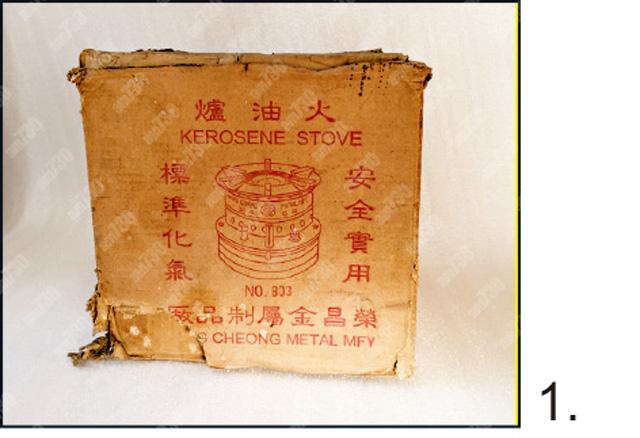 爐油火
KEROSENE STOVE
安全實用
標準化氣
NO. 803
廠品制屬金昌榮
S CHEONG METAL MFY
1.